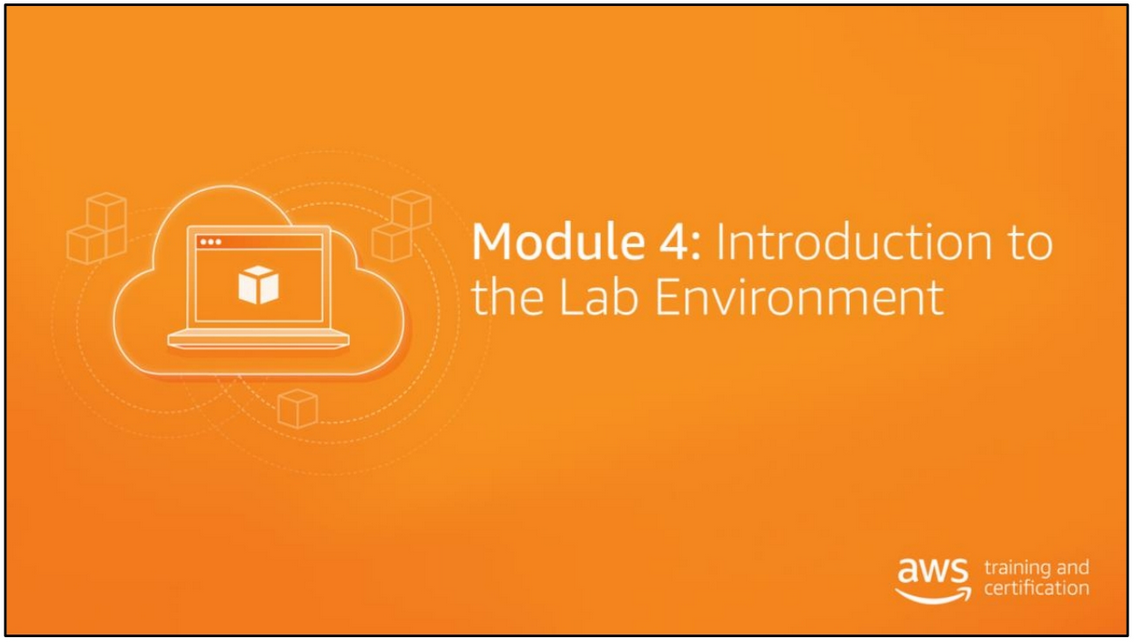 Module 4: Introduction to
the Lab Environment
aws training and
certification